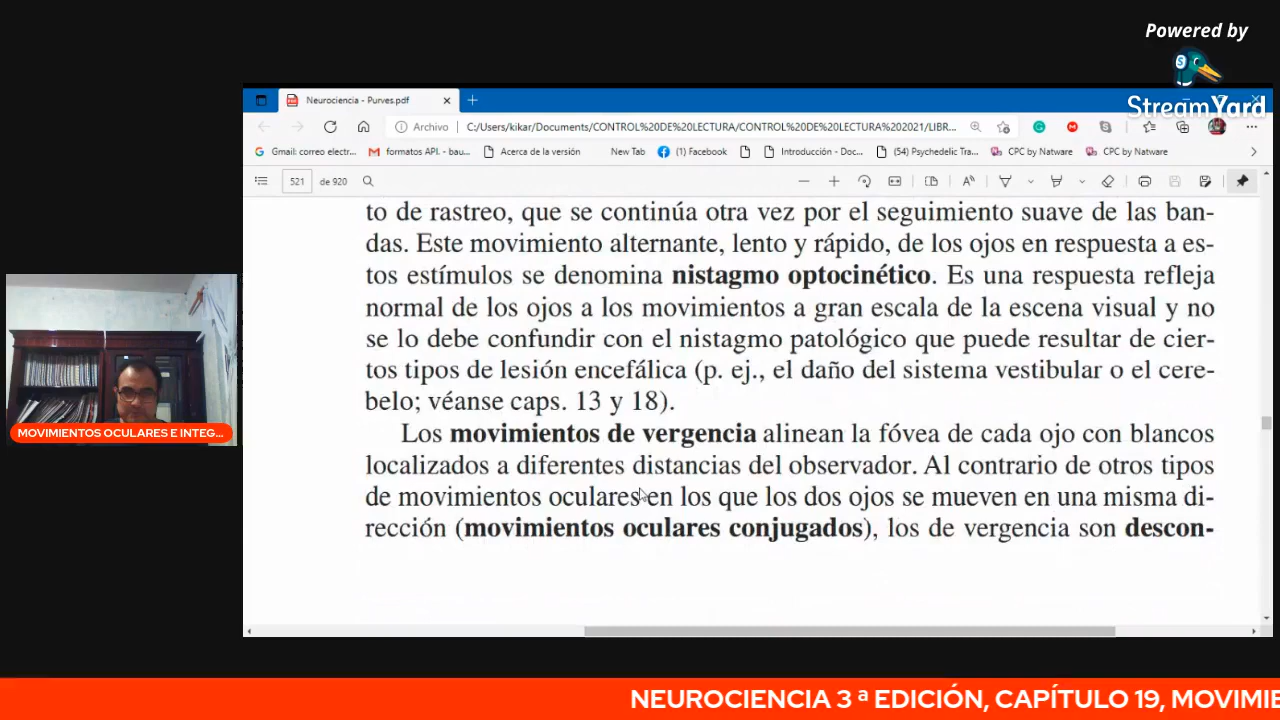 Powered by
StreamYard
Neurociencia - Purves.pdf
Archivo
C:/Users/kikar/Documents/CONTROL%20DE%20LECTURA/CONTROL%20DE%20LECTURA%202021/LIBR...
Gmail: correo electr...
formatos API. - bau...
Acerca de la versión
New Tab
(1) Facebook
Introducción - Doc...
(54) Psychedelic Tra...
CPC by Natware
CPC by Natware
521
de 920
to de rastreo, que se continúa otra vez por el seguimiento suave de las ban-
das. Este movimiento alternante, lento y rápido, de los ojos en respuesta a es-
tos estímulos se denomina nistagmo optocinético. Es una respuesta refleja
normal de los ojos a los movimientos a gran escala de la escena visual y no
se lo debe confundir con el nistagmo patológico que puede resultar de cier-
tos tipos de lesión encefálica (p. ej., el daño del sistema vestibular o el cere-
belo; véanse caps. 13 y 18).
Los movimientos de vergencia alinean la fóvea de cada ojo con blancos
localizados a diferentes distancias del observador. Al contrario de otros tipos
de movimientos oculares en los que los dos ojos se mueven en una misma di-
rección (movimientos oculares conjugados), los de vergencia son descon-
MOVIMIENTOS OCULARES E INTEG...
NEUROCIENCIA 3 ª EDICIÓN, CAPÍTULO 19, MOVIMIE